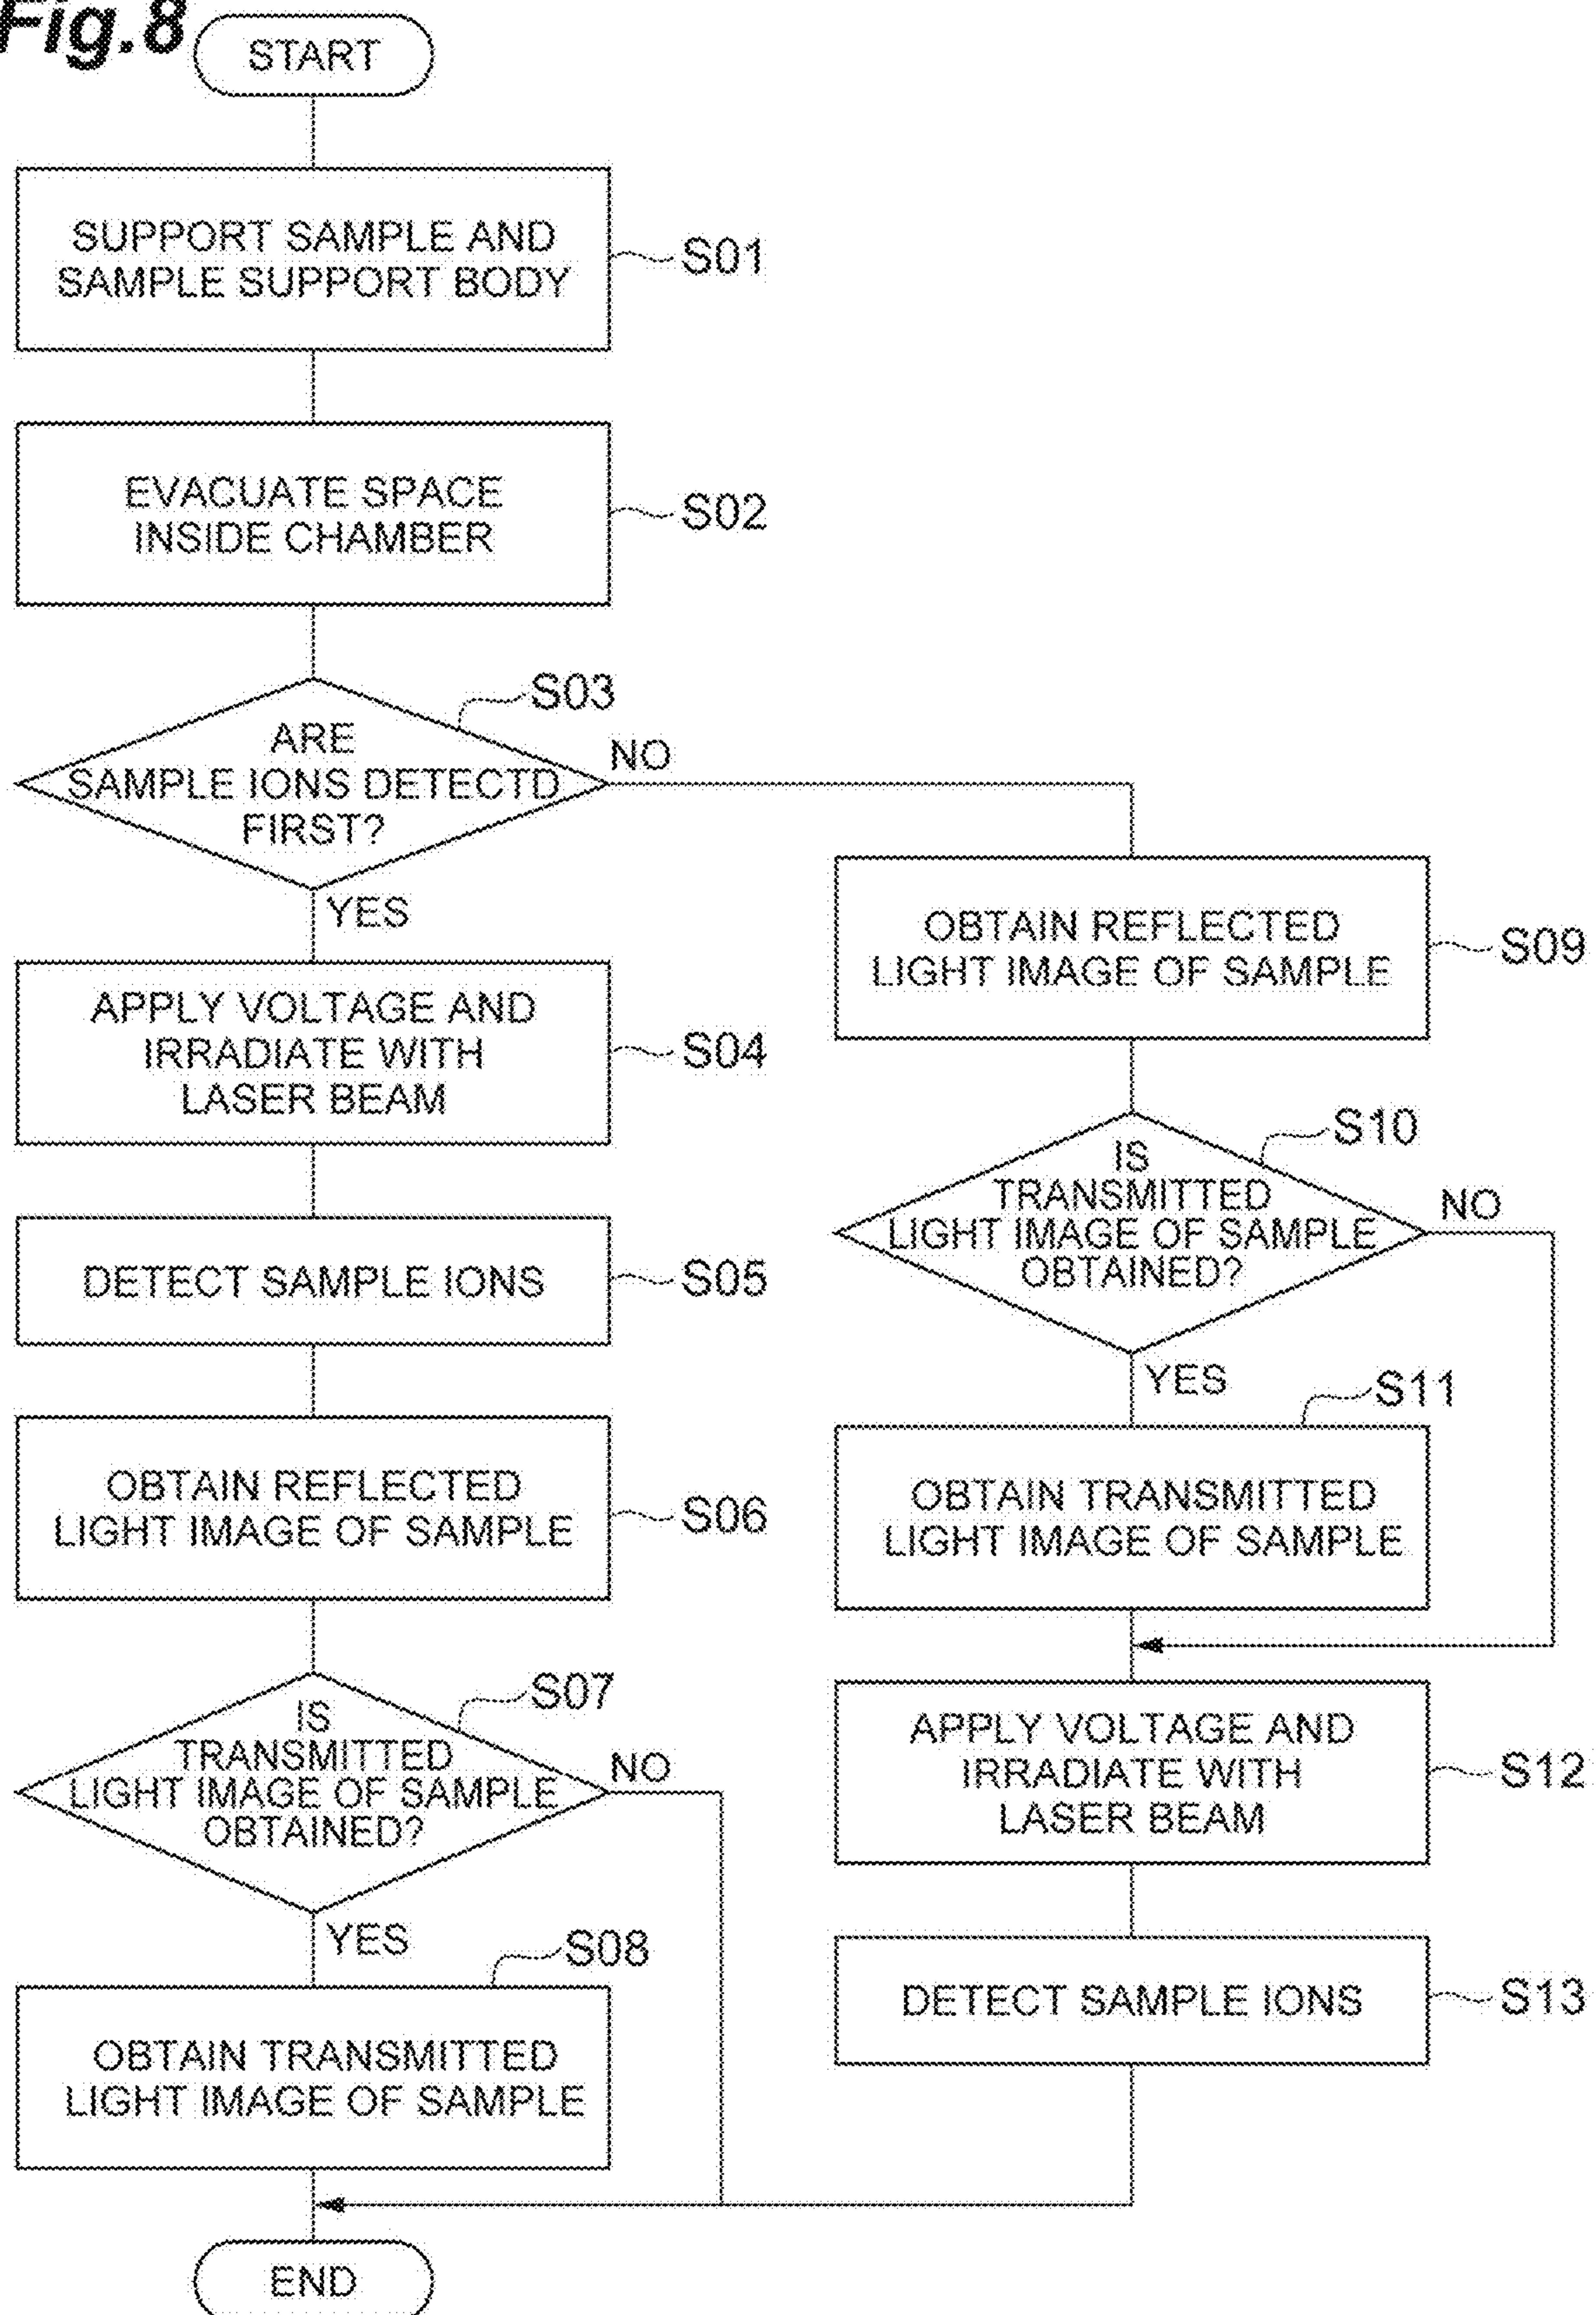 Fig.8
START
SUPPORT SAMPLE AND
SAMPLE SUPPORT BODY
S01
EVACUATE SPACE
INSIDE CHAMBER
S02
S03
ARE
SAMPLE IONS DETECTD
FIRST?
NO
YES
APPLY VOLTAGE AND
IRRADIATE WITH
LASER BEAM
S04
DETECT SAMPLE IONS
S05
OBTAIN REFLECTED
LIGHT IMAGE OF SAMPLE
S06
S07
IS
TRANSMITTED
LIGHT IMAGE OF SAMPLE
OBTAINED?
NO
YES
S08
OBTAIN TRANSMITTED
LIGHT IMAGE OF SAMPLE
OBTAIN REFLECTED
LIGHT IMAGE OF SAMPLE
S09
S10
IS
TRANSMITTED
LIGHT IMAGE OF SAMPLE
OBTAINED?
NO
YES
S11
OBTAIN TRANSMITTED
LIGHT IMAGE OF SAMPLE
APPLY VOLTAGE AND
IRRADIATE WITH
LASER BEAM
S12
DETECT SAMPLE IONS
S13
END